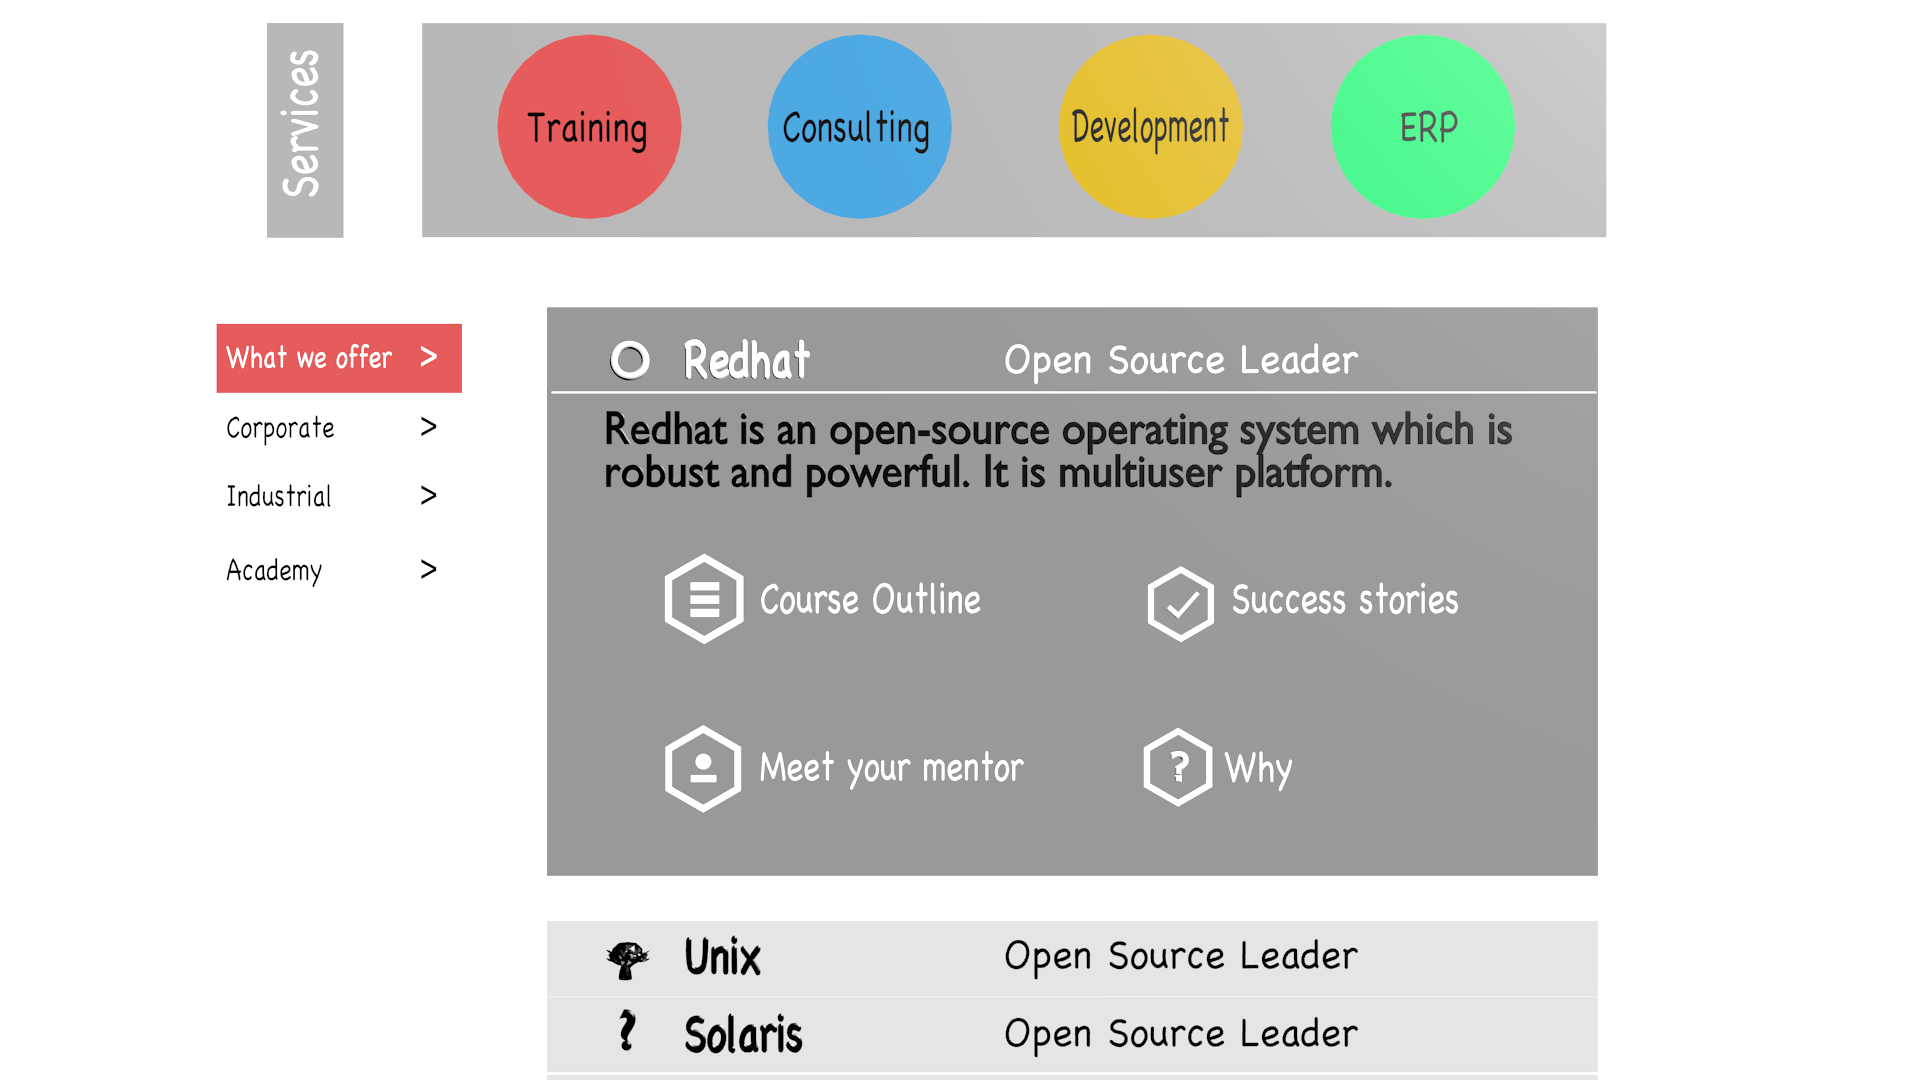 Services
Training
Consulting
Development
ERP
What we offer >
Corporate >
Industrial >
Academy >
Redhat
Open Source Leader
Redhat is an open-source operating system which is
robust and powerful. It is multiuser platform.
Course Outline
Success stories
Meet your mentor
? Why
Unix
Open Source Leader
? Solaris
Open Source Leader